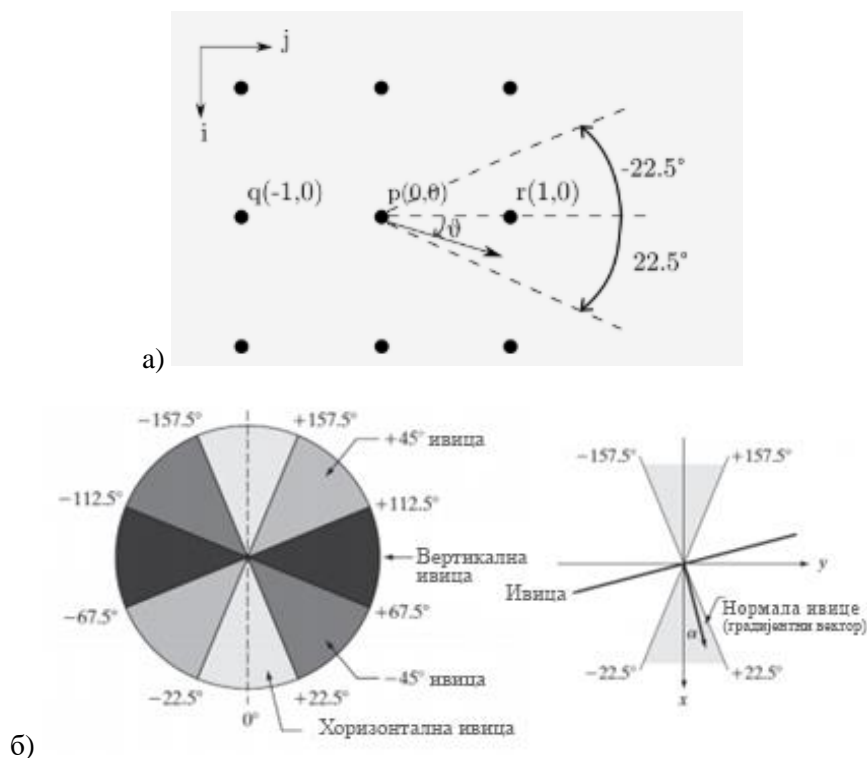 j
i
q(-1,0)
p(0,0)
r(1,0)
ϑ
-22.5°
22.5°
а)
−157.5°
+157.5°
+45° ивица
−112.5°
+112.5°
Вертикална
ивица
−67.5°
+67.5°
−45° ивица
−22.5°
+22.5°
0°
Хоризонтална ивица
−157.5°
+157.5°
y
Ивица
Нормала ивице
(градијентни вектор)
α
−22.5°
+22.5°
x
б)